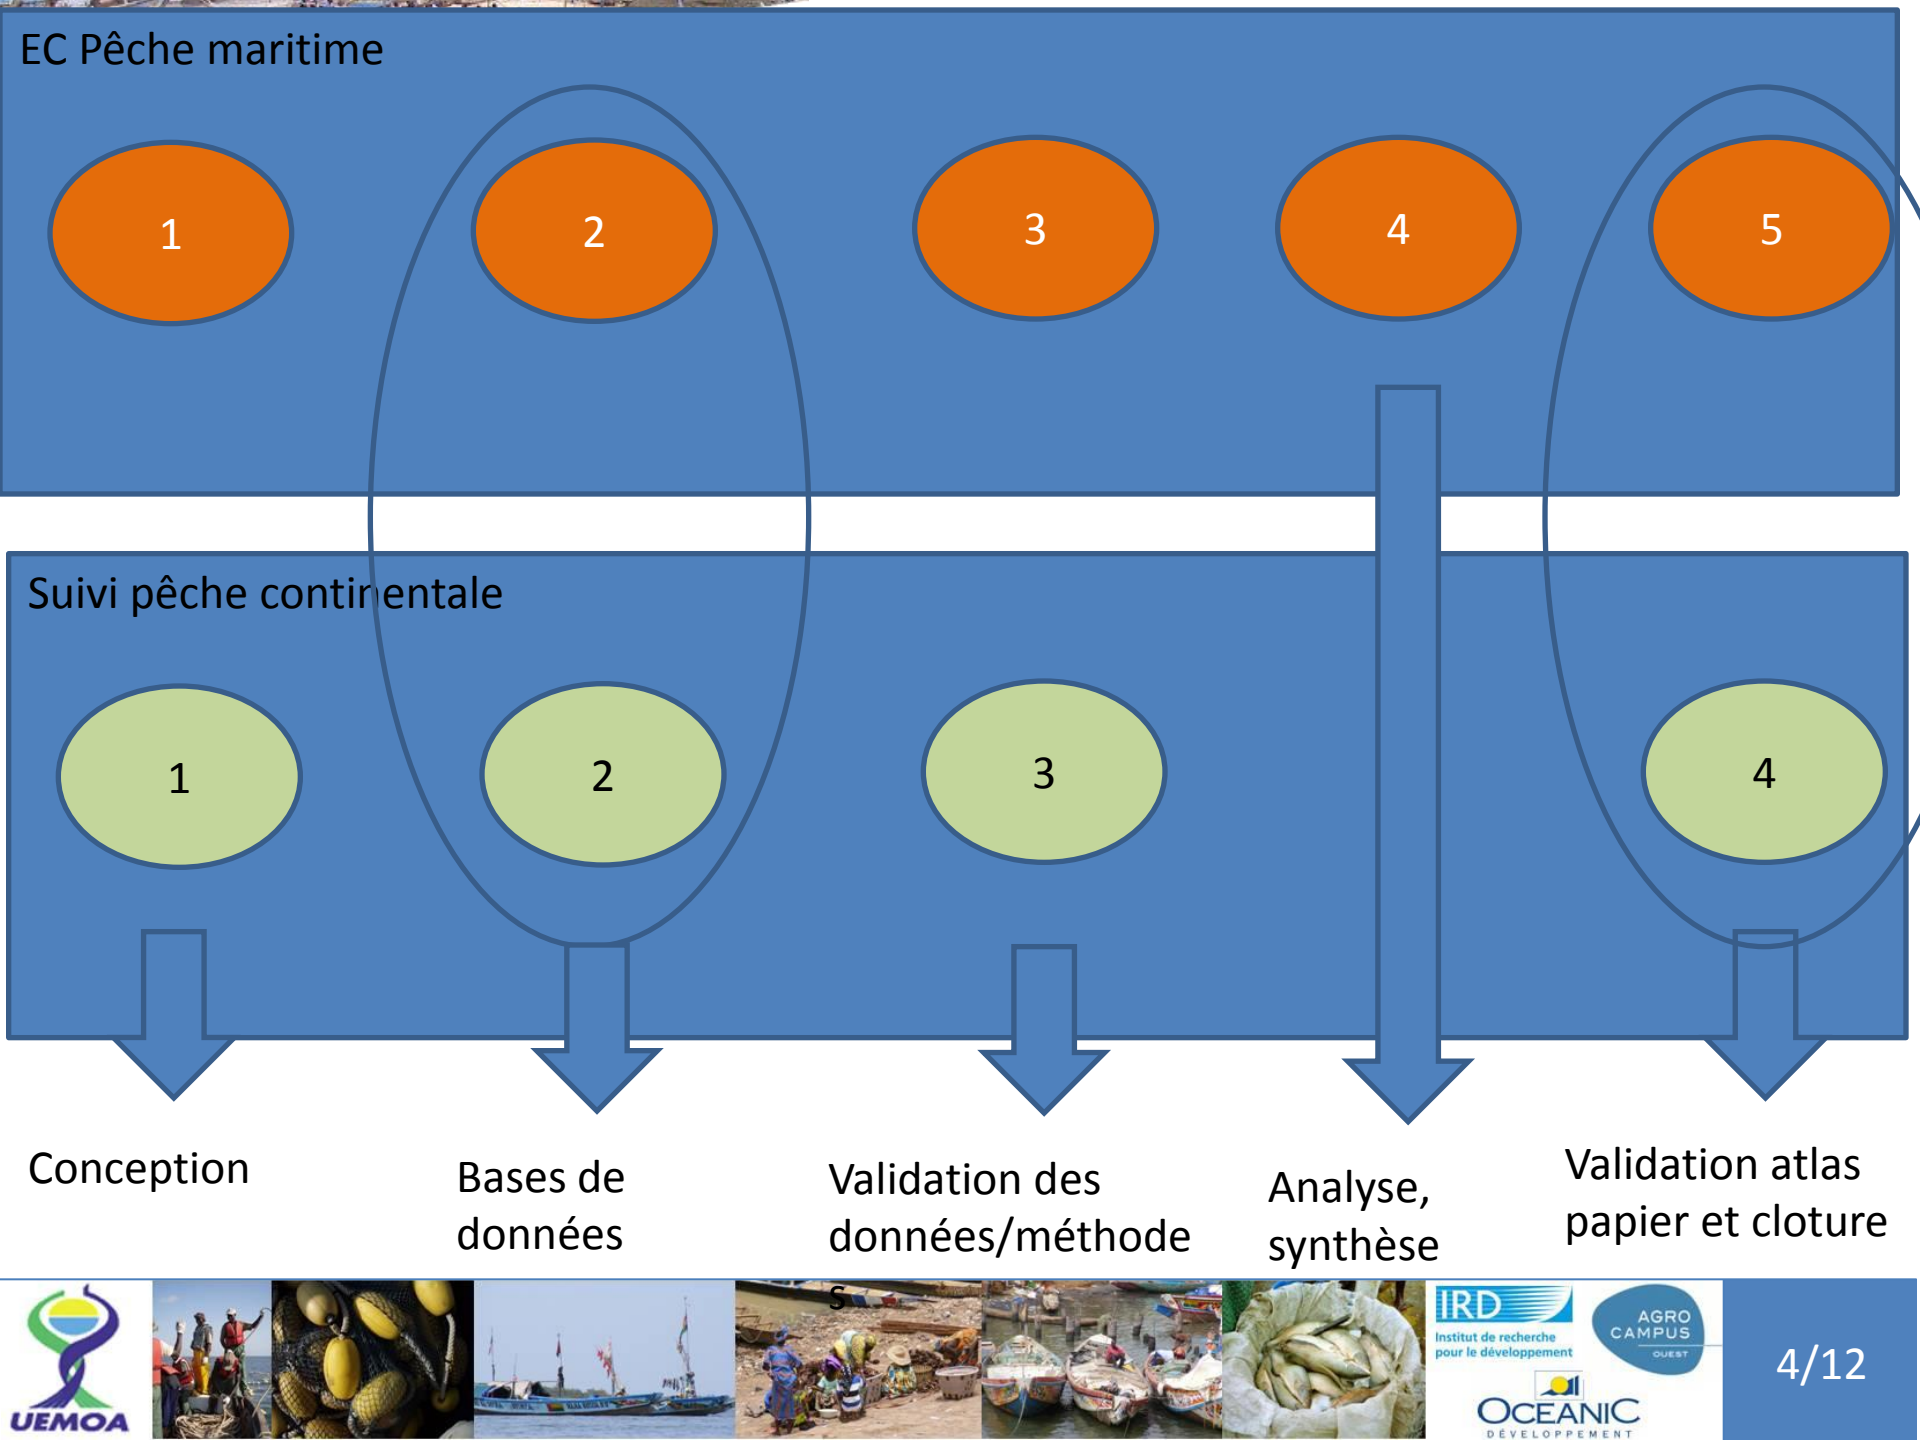 EC Pêche maritime
1
2
3
4
5
Suivi pêche continentale
1
2
3
4
Conception
Bases de
données
Validation des
données/méthode
s
Analyse,
synthèse
Validation atlas
papier et cloture
UEMOA
IRD
Institut de recherche
pour le développement
AGRO
CAMPUS
OUEST
OCEANIC
DÉVELOPPEMENT
4/12